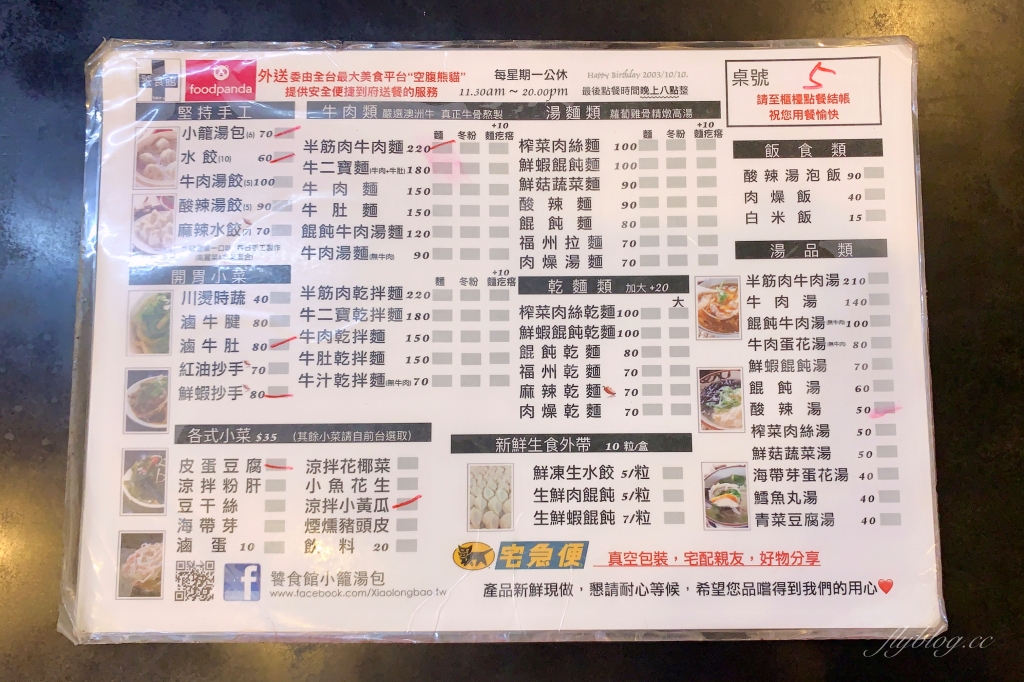 饕食館
foodpanda
外送委由全台最大美食平台“空腹熊貓”
提供安全便捷到府送餐的服務
每星期一公休
11.30am ~ 20.00pm
Happy Birthday 2003/10/10.
最後點餐時間晚上八點整
桌號 5
請至櫃檯點餐結帳
祝您用餐愉快
堅持手工
小籠湯包(6) 70
水餃(10) 60
牛肉湯餃(5) 100
酸辣湯餃(5) 90
麻辣水餃(7) 70
開胃小菜
川燙時蔬 40
滷牛腱 80
滷牛肚 80
紅油抄手 70
鮮蝦抄手 80
牛肉類 嚴選澳洲牛 真正牛骨熬製
麵 冬粉 +10 麵疙瘩
半筋肉牛肉麵 220
牛二寶麵(牛肉+牛肚) 180
牛肉麵 150
牛肚麵 150
餛飩牛肉湯麵 120
牛肉湯麵(無牛肉) 90
麵 冬粉 +10 麵疙瘩
半筋肉乾拌麵 220
牛二寶乾拌麵 180
牛肉乾拌麵 150
牛肚乾拌麵 150
牛汁乾拌麵(無牛肉) 70
湯麵類 蘿蔔雞骨精燉高湯
麵 冬粉 +10 麵疙瘩
榨菜肉絲麵 100
鮮蝦餛飩麵 100
鮮菇蔬菜麵 90
酸辣麵 90
餛飩麵 80
福州拉麵 70
肉燥湯麵 70
乾麵類 加大 +20
大
榨菜肉絲乾麵 100
鮮蝦餛飩乾麵 100
餛飩乾麵 80
福州乾麵 70
麻辣乾麵 70
肉燥乾麵 70
飯食類
酸辣湯泡飯 90
肉燥飯 40
白米飯 15
湯品類
半筋肉牛肉湯 210
牛肉湯 140
餛飩牛肉湯(無牛肉) 100
牛肉蛋花湯(無牛肉) 80
鮮蝦餛飩湯 70
餛飩湯 60
酸辣湯 50
榨菜肉絲湯 50
鮮菇蔬菜湯 50
海帶芽蛋花湯 40
鱈魚丸湯 40
青菜豆腐湯 40
各式小菜 $35 (其餘小菜請自前台選取)
皮蛋豆腐
涼拌粉肝
豆干絲
海帶芽
滷蛋 10
涼拌花椰菜
小魚花生
涼拌小黃瓜
煙燻豬頭皮
飲料 20
新鮮生食外帶 10粒/盒
鮮凍生水餃 5/粒
生鮮肉餛飩 5/粒
生鮮蝦餛飩 7/粒
宅急便 真空包裝，宅配親友，好物分享
饕食館小籠湯包
www.facebook.com/Xiaolongbao.tw
產品新鮮現做，懇請耐心等候，希望您品嚐得到我們的用心❤
flyblog.cc